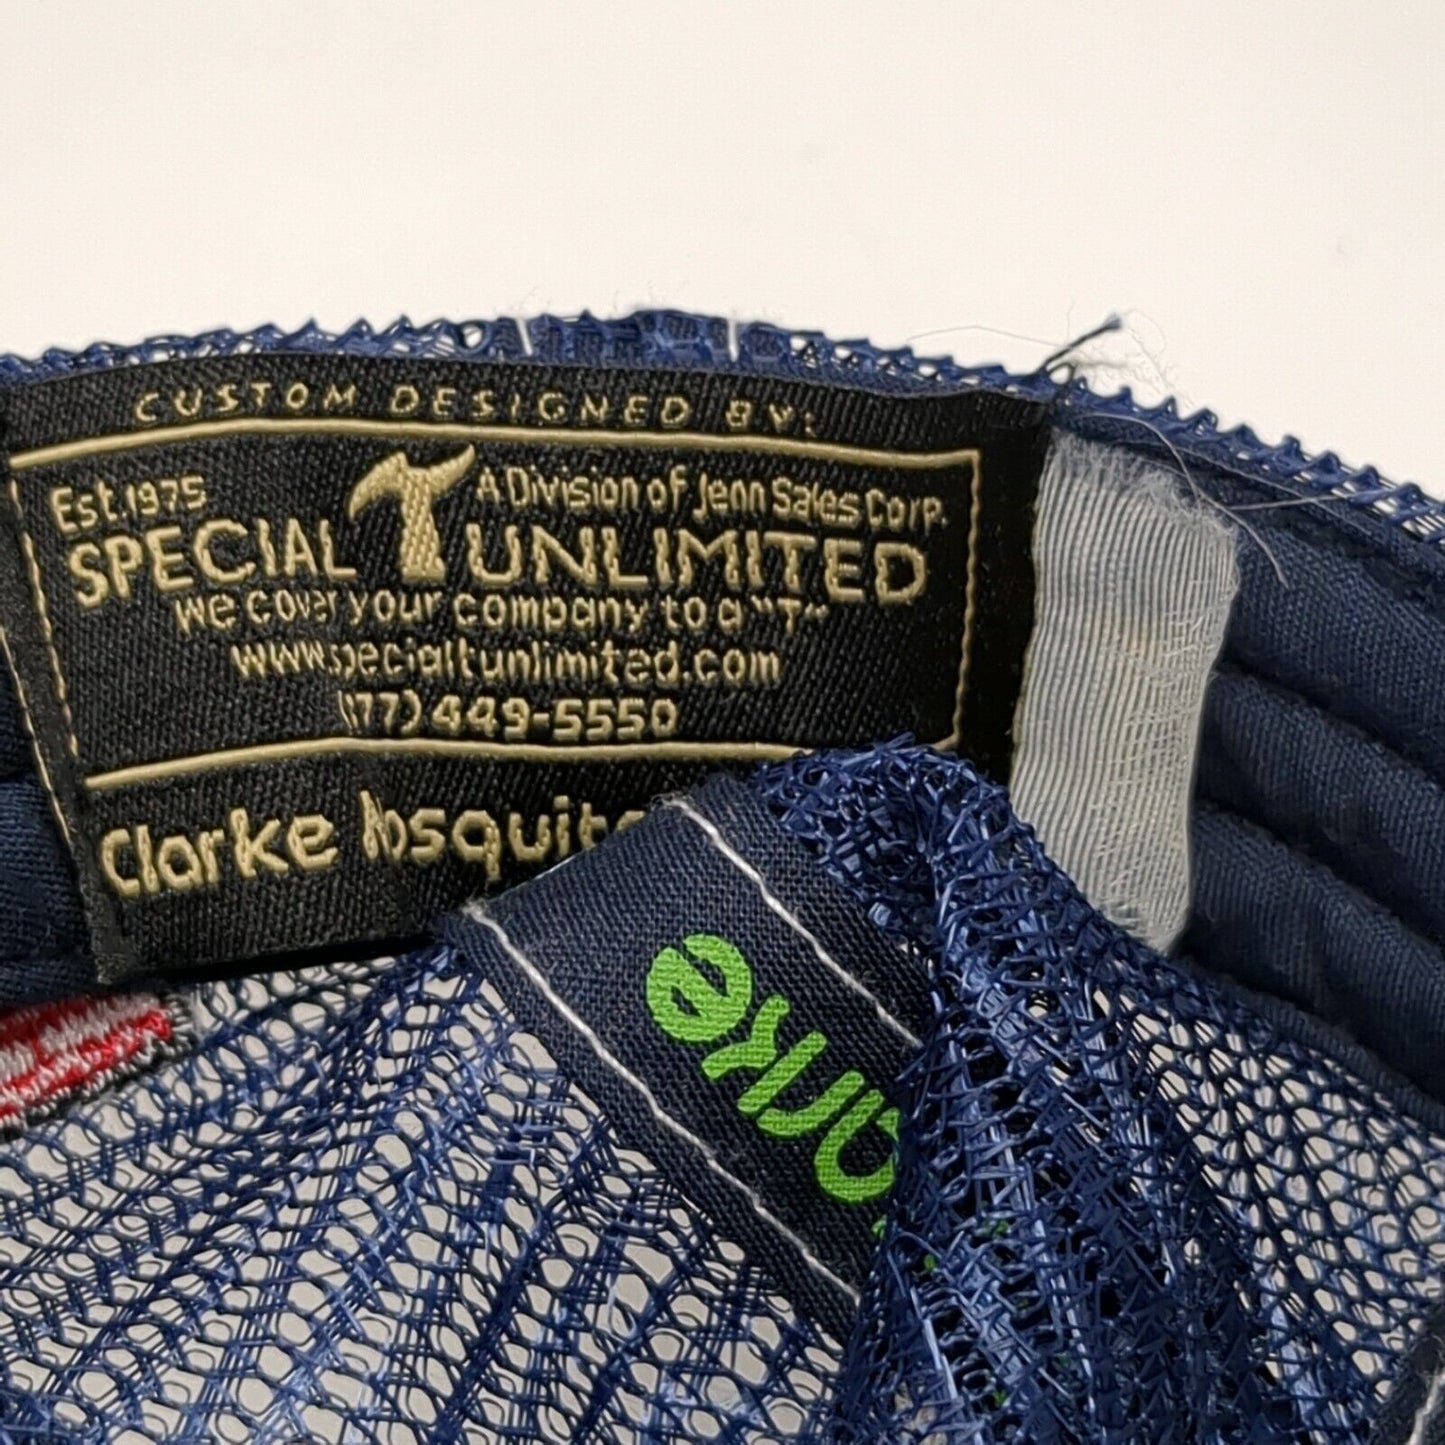 CUSTOM DESIGNED BY:
Est. 1975
A Division of Jenn Sales Corp.
SPECIAL T UNLIMITED
We cover your company to a "T"
www.specialtunlimited.com
449-5550
Clarke
arke